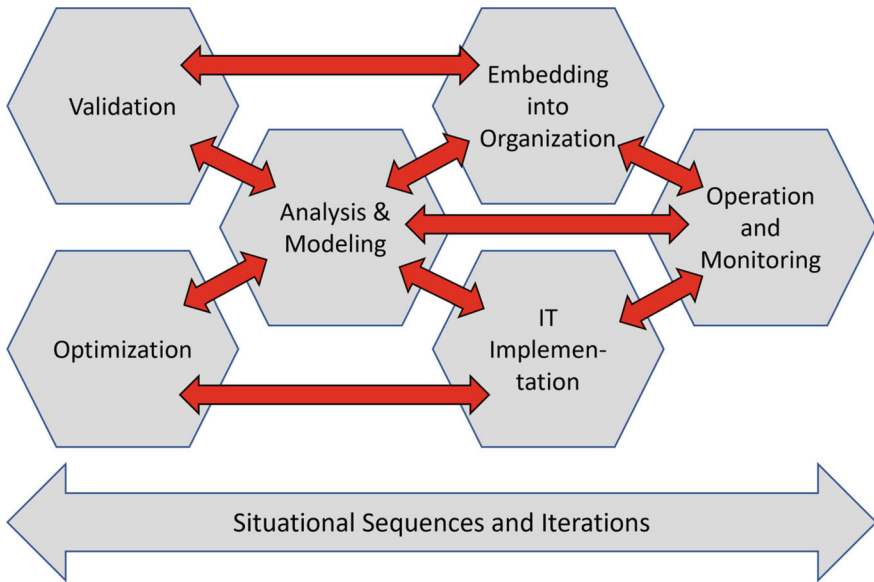 Validation
Embedding
into
Organization
Analysis &
Modeling
Operation
and
Monitoring
Optimization
IT
Implemen-
tation
Situational Sequences and Iterations